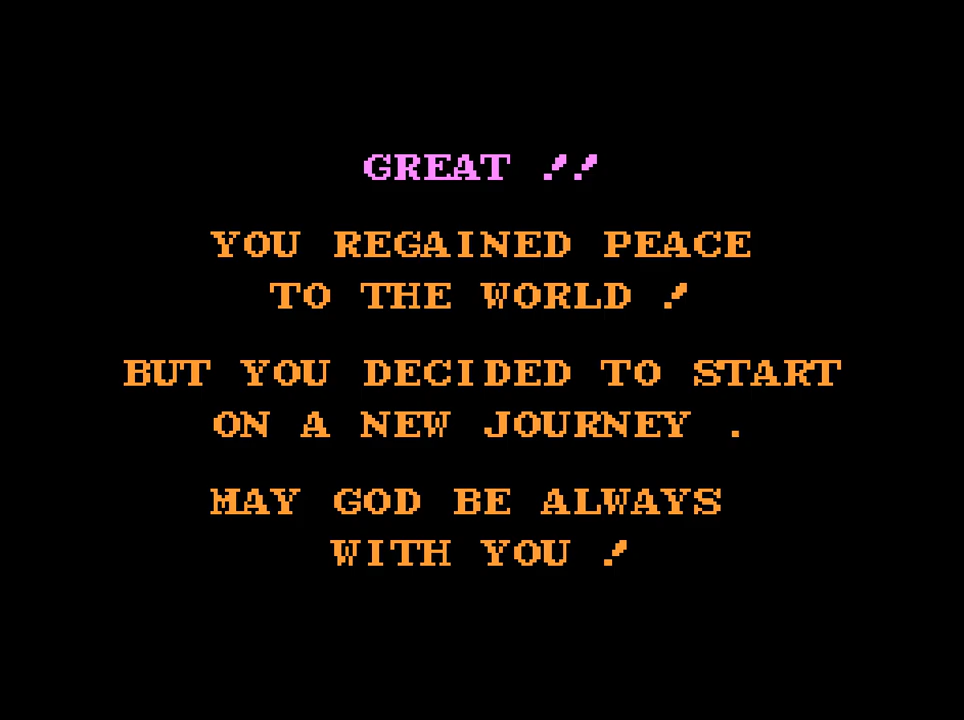 GREAT !!
YOU REGAINED PEACE
TO THE WORLD !
BUT YOU DECIDED TO START
ON A NEW JOURNEY .
MAY GOD BE ALWAYS
WITH YOU !